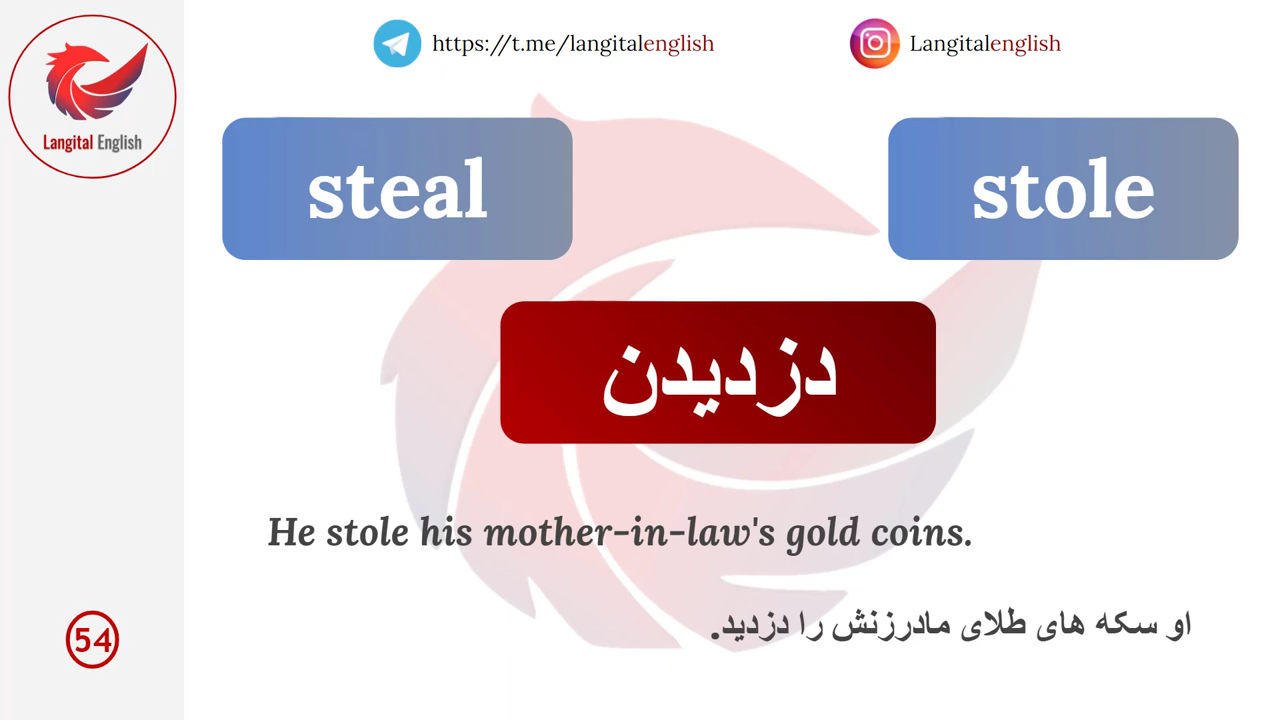 Langital English
https://t.me/langitalenglish
Langitalenglish
steal
stole
دزدیدن
He stole his mother-in-law's gold coins.
او سکه های طلای مادرزنش را دزدید.
54